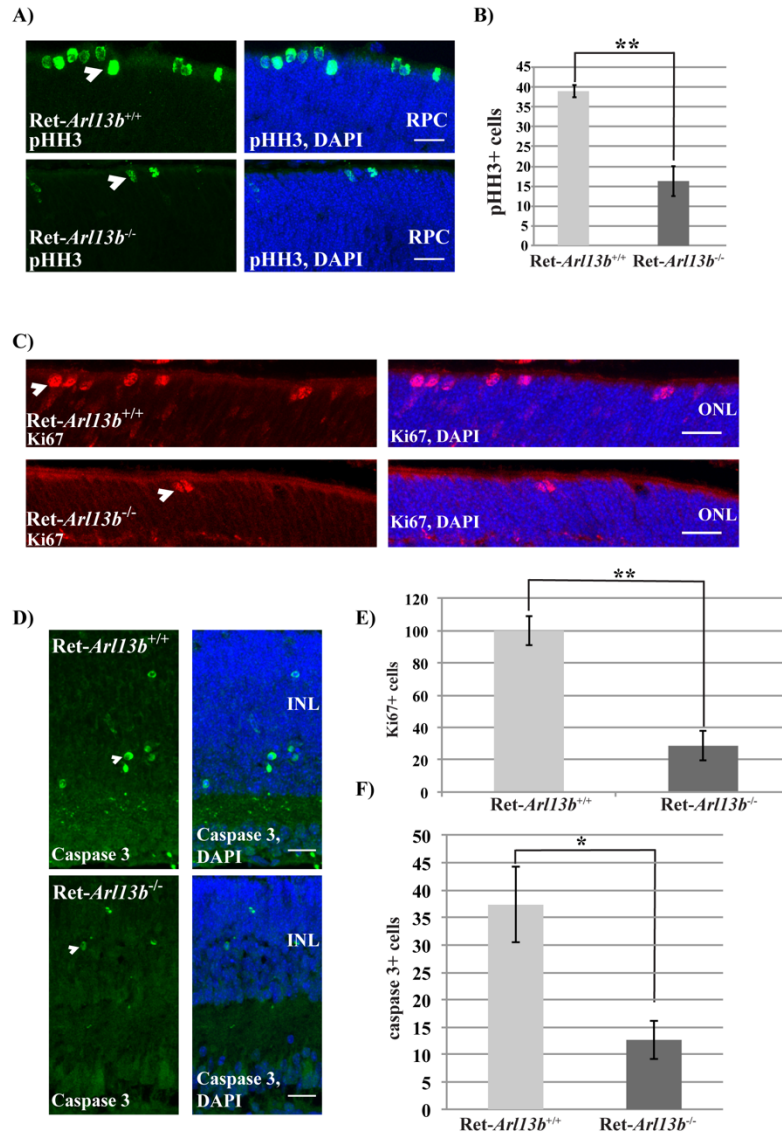 A)
Ret-Arl13b+/+
pHH3
pHH3, DAPI
RPC
Ret-Arl13b-/-
pHH3
pHH3, DAPI
RPC
B)
**
pHH3+ cells
45
40
35
30
25
20
15
10
5
0
Ret-Arl13b+/+ Ret-Arl13b-/-
C)
Ret-Arl13b+/+
Ki67
Ki67, DAPI
ONL
Ret-Arl13b-/-
Ki67
Ki67, DAPI
ONL
D)
Ret-Arl13b+/+
INL
Caspase 3
Caspase 3,
DAPI
Ret-Arl13b-/-
INL
Caspase 3
Caspase 3,
DAPI
E)
**
Ki67+ cells
120
100
80
60
40
20
0
Ret-Arl13b+/+ Ret-Arl13b-/-
F)
*
caspase 3+ cells
50
45
40
35
30
25
20
15
10
5
0
Ret-Arl13b+/+ Ret-Arl13b-/-